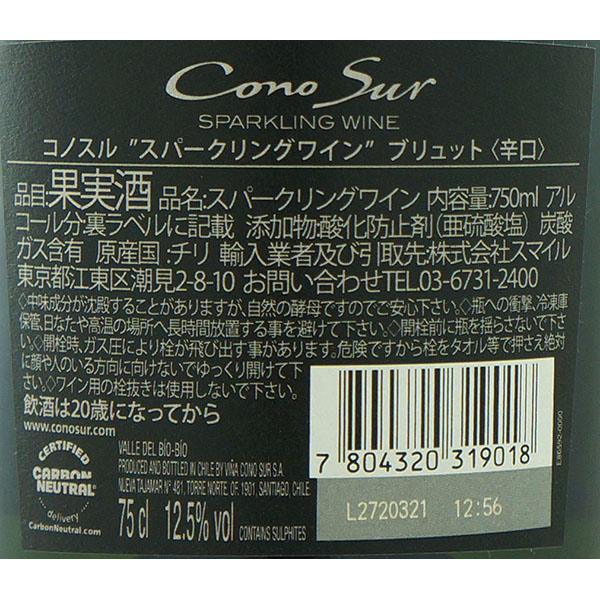 Cono Sur
SPARKLING WINE
コノスル "スパークリングワイン" ブリュット〈辛口〉
品目:果実酒 品名:スパークリングワイン 内容量:750ml アル
コール分裏ラベルに記載 添加物:酸化防止剤(亜硫酸塩) 炭酸
ガス含有 原産国:チリ 輸入業者及び引取先:株式会社スマイル
東京都江東区潮見2-8-10 お問い合わせTEL.03-6731-2400
◇中味成分が沈殿することがありますが、自然の酵母ですのでご安心下さい。◇瓶への衝撃、冷凍庫
保管、日なたや高温の場所へ長時間放置する事を避けて下さい。◇開栓前に瓶を揺らさないで下さ
い。◇開栓時、ガス圧により栓が飛び出す事があります。危険ですから栓をタオル等で押さえ絶対
に顔や人のいる方向に向けないでゆっくり開けて下
さい。◇ワイン用の栓抜きは使用しないで下さい。
飲酒は20歳になってから
www.conosur.com
CERTIFIED
CARBON
NEUTRAL
delivery
CarbonNeutral.com
VALLE DEL BÍO-BÍO
PRODUCED AND BOTTLED IN CHILE BY VIÑA CONO SUR S.A.
NUEVA TAJAMAR Nº 481, TORRE NORTE. OF. 1901, SANTIAGO, CHILE.
75 cl 12.5% vol CONTAINS SULPHITES
7 804320 319018
E86592-0000
L2720321 12:56